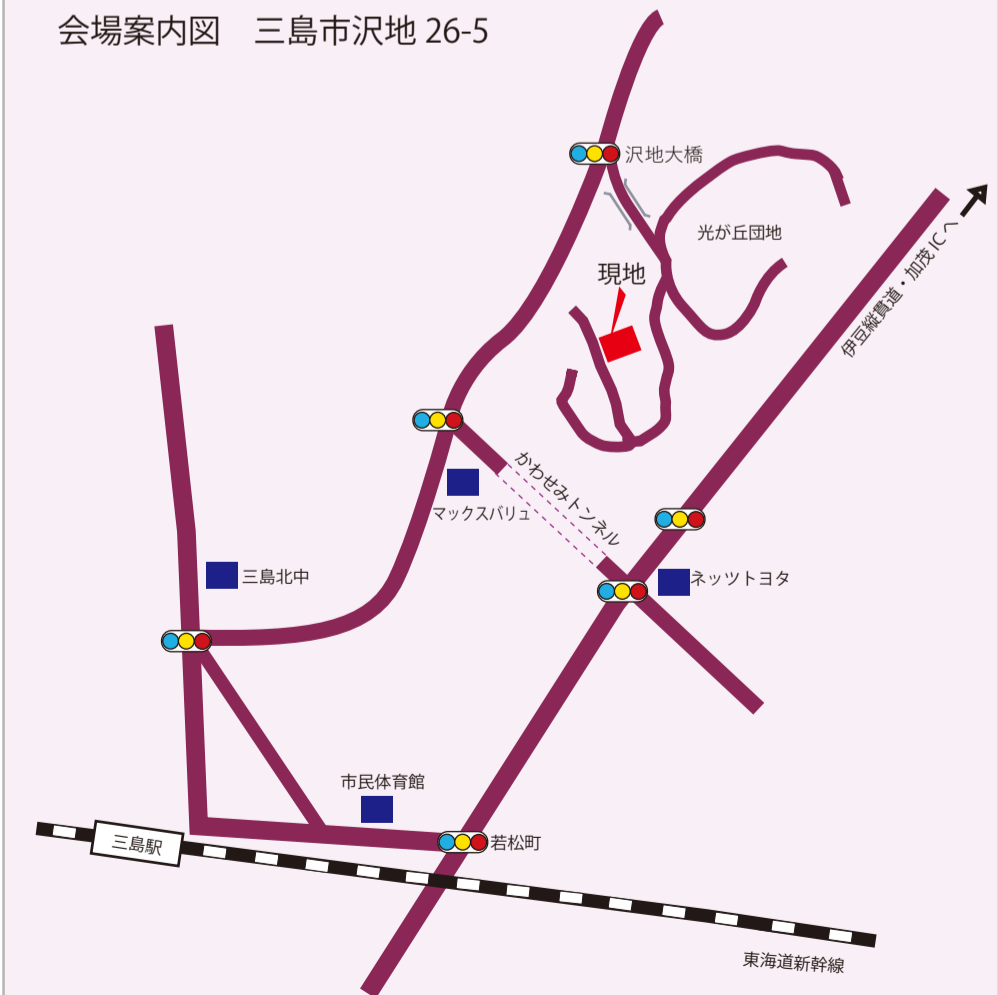 会場案内図　三島市沢地 26-5
沢地大橋
光が丘団地
現地
伊豆縦貫道・加茂ICへ
かわせみトンネル
マックスバリュ
三島北中
ネッツトヨタ
市民体育館
三島駅
若松町
東海道新幹線